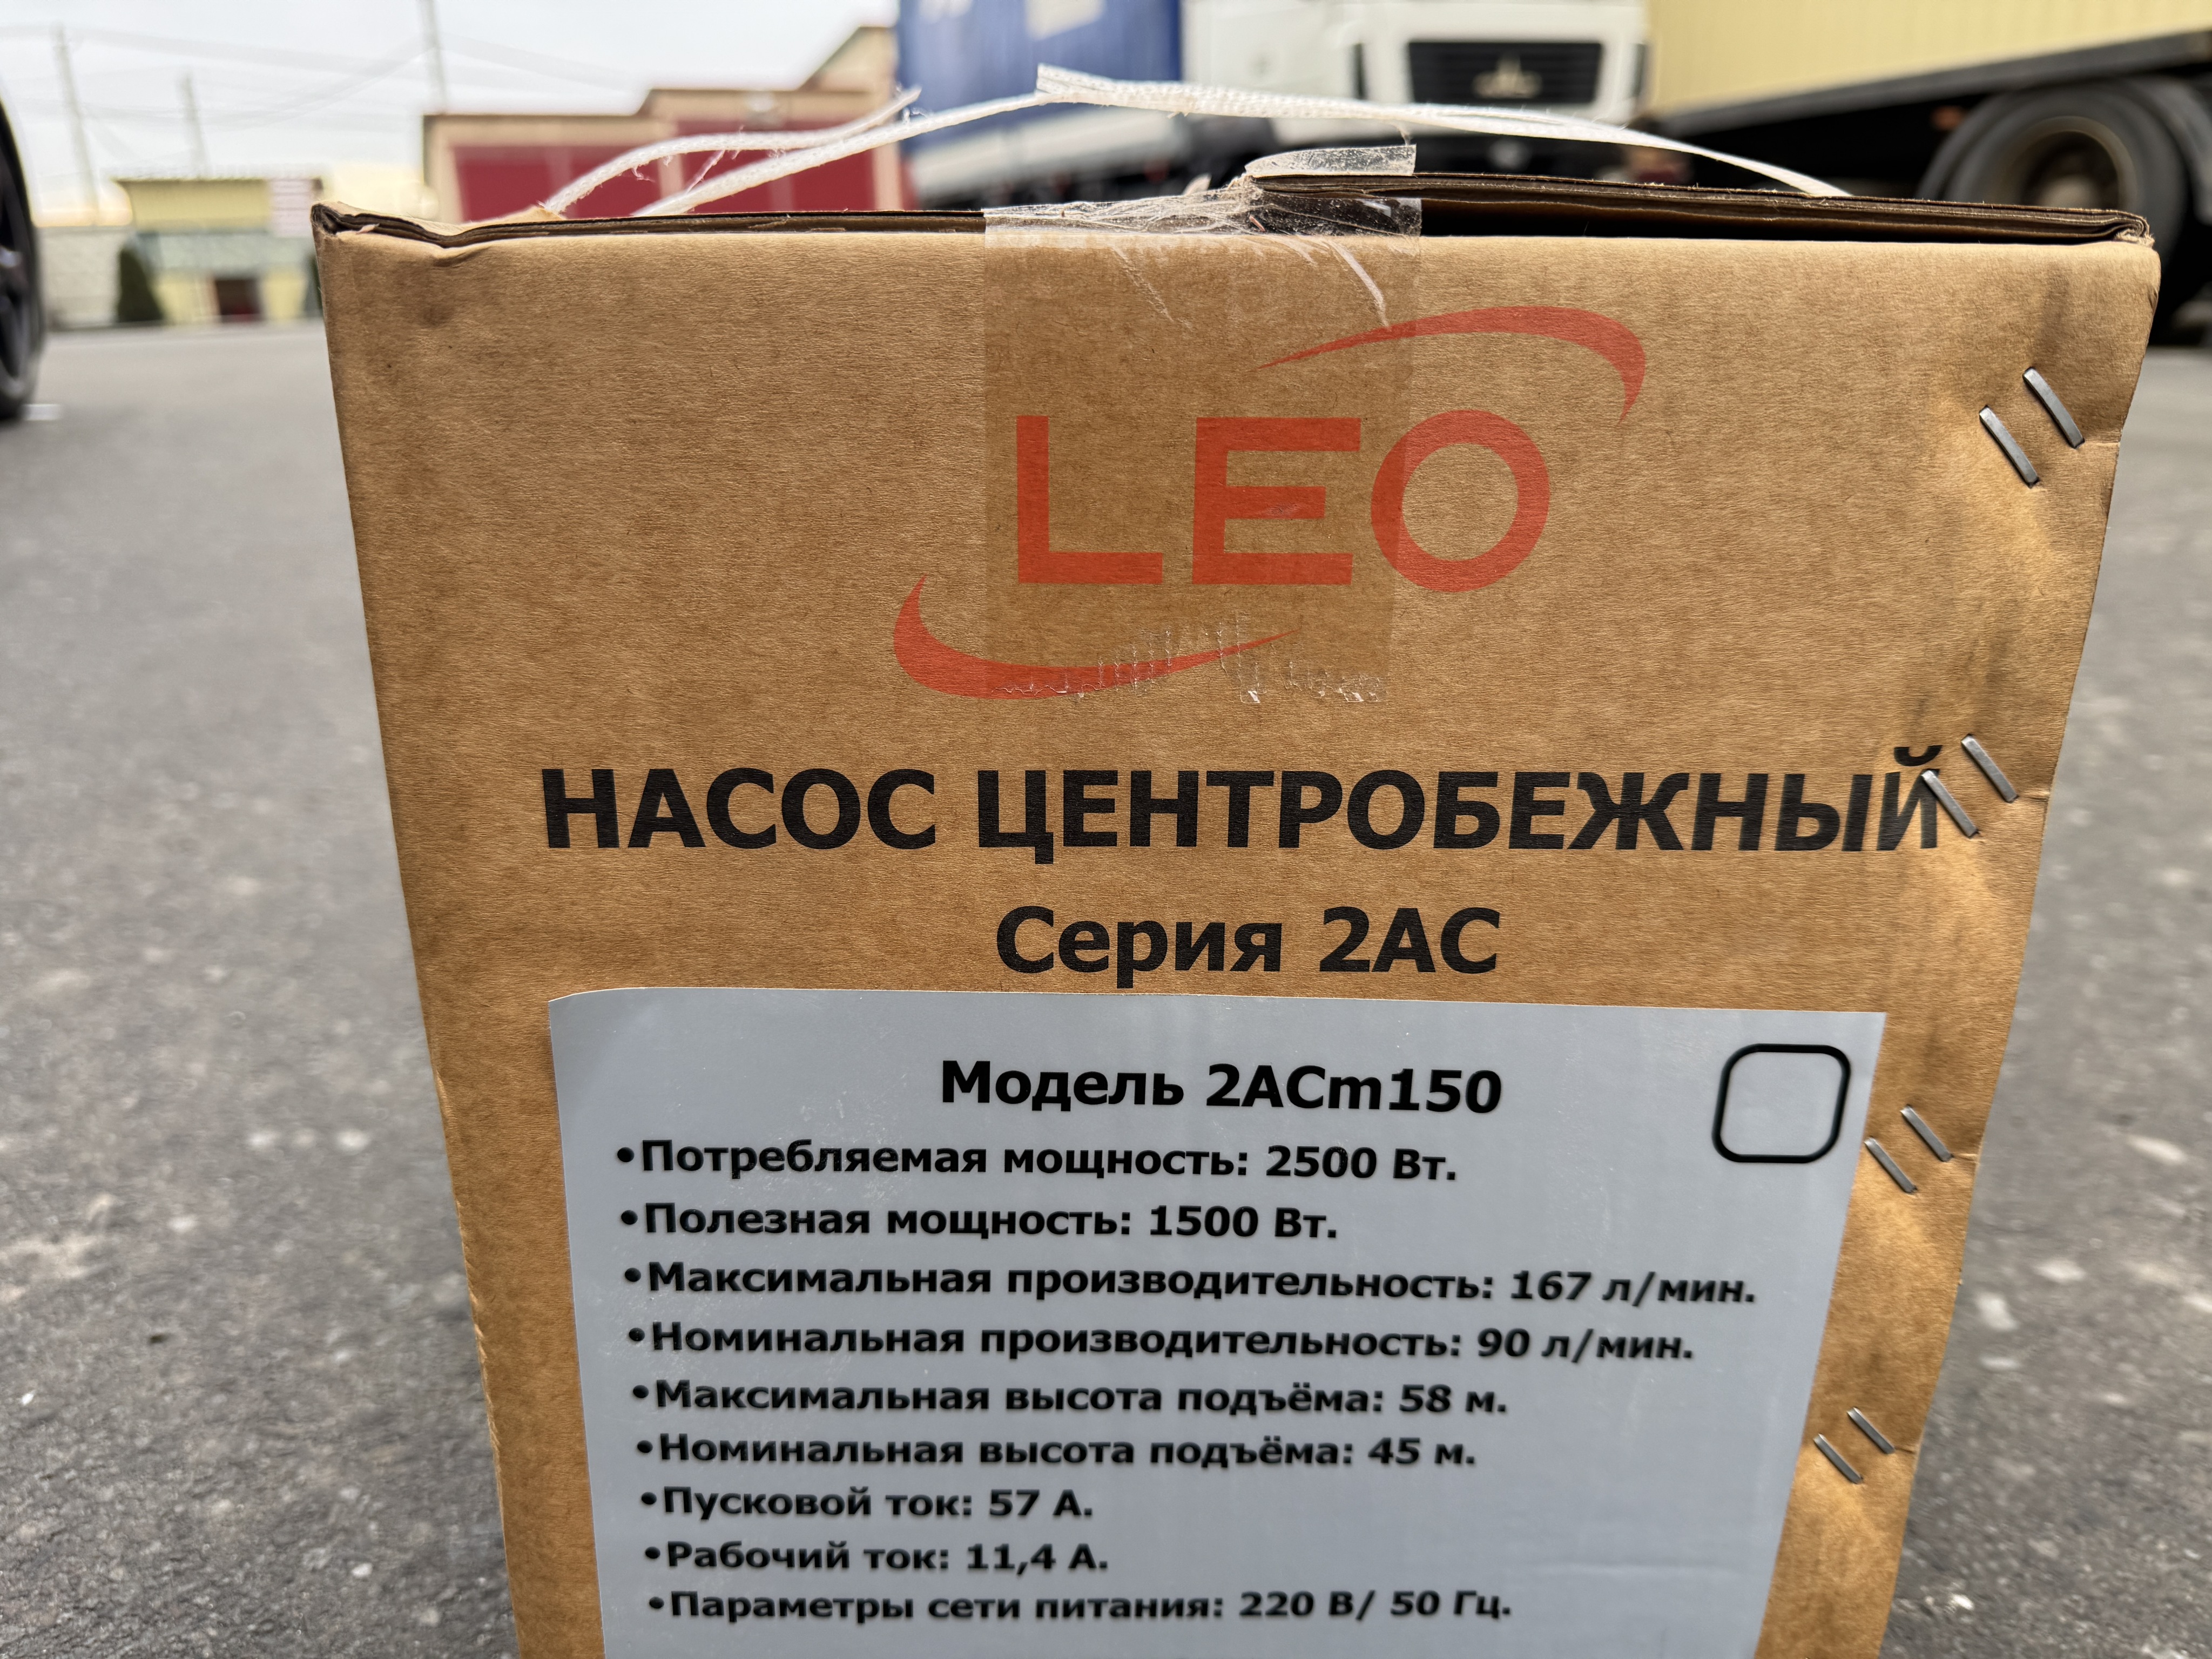 LEO
НАСОС ЦЕНТРОБЕЖНЫЙ
Серия 2АС
Модель 2ACm150
•Потребляемая мощность: 2500 Вт.
•Полезная мощность: 1500 Вт.
•Максимальная производительность: 167 л/мин.
•Номинальная производительность: 90 л/мин.
•Максимальная высота подъёма: 58 м.
•Номинальная высота подъёма: 45 м.
•Пусковой ток: 57 А.
•Рабочий ток: 11,4 А.
•Параметры сети питания: 220 В/ 50 Гц.